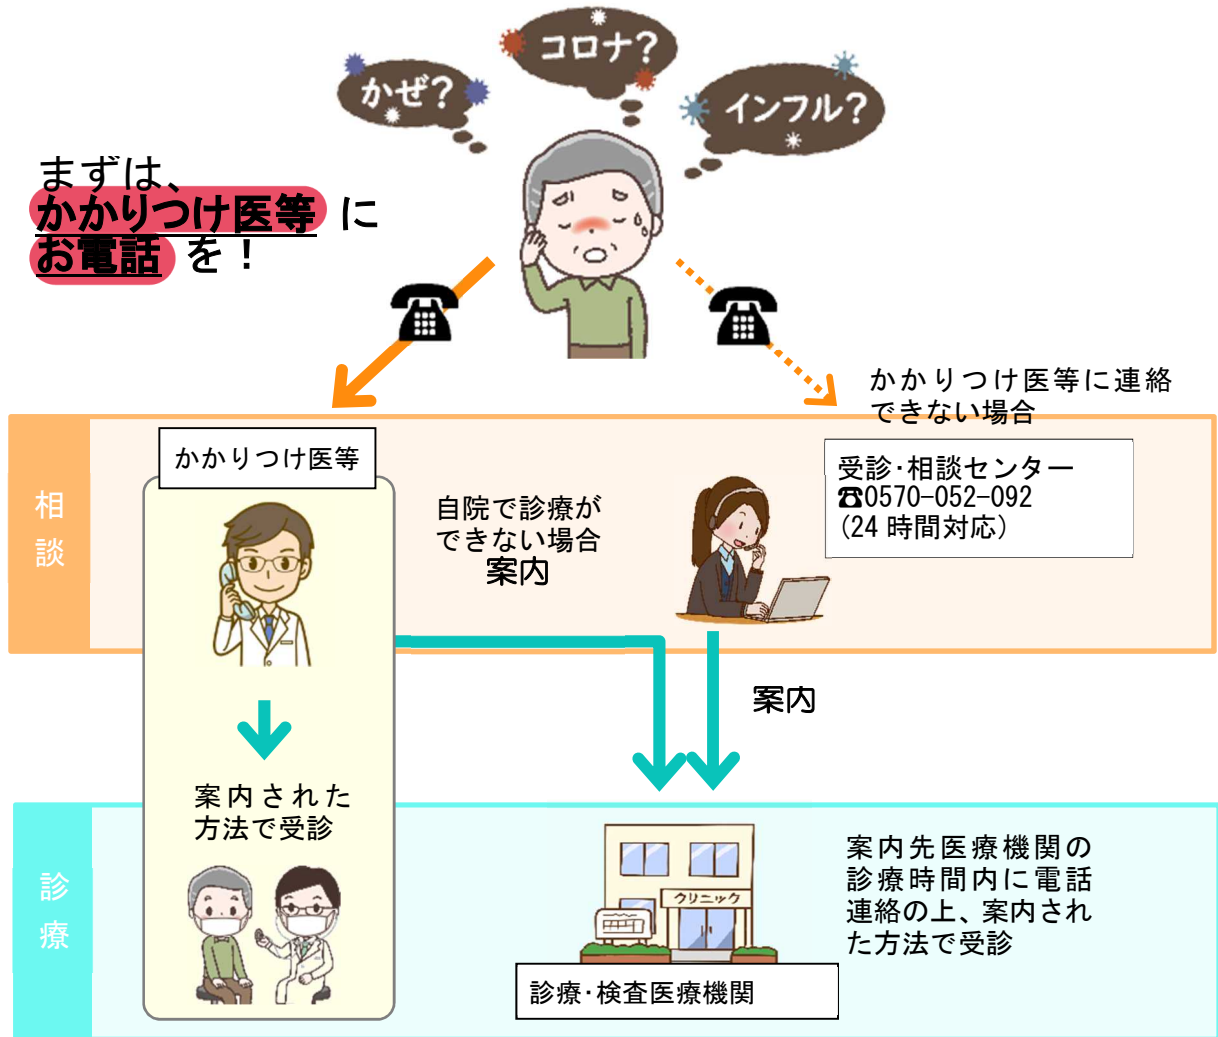 コロナ?
かぜ?
インフル?
まずは、
かかりつけ医等 に
お電話 を！
かかりつけ医等に連絡
できない場合
相談
かかりつけ医等
自院で診療が
できない場合
案内
受診･相談センター
☎0570-052-092
(24 時間対応)
案内
診療
案内された
方法で受診
クリニック
診療･検査医療機関
案内先医療機関の
診療時間内に電話
連絡の上、案内され
た方法で受診